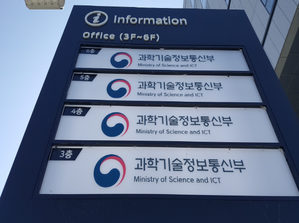 Information
Office (3F~6F)
6층
과학기술정보통신부
Ministry of Science and ICT
5층
과학기술정보통신부
Ministry of Science and ICT
4층
과학기술정보통신부
Ministry of Science and ICT
3층
과학기술정보통신부
Ministry of Science and ICT